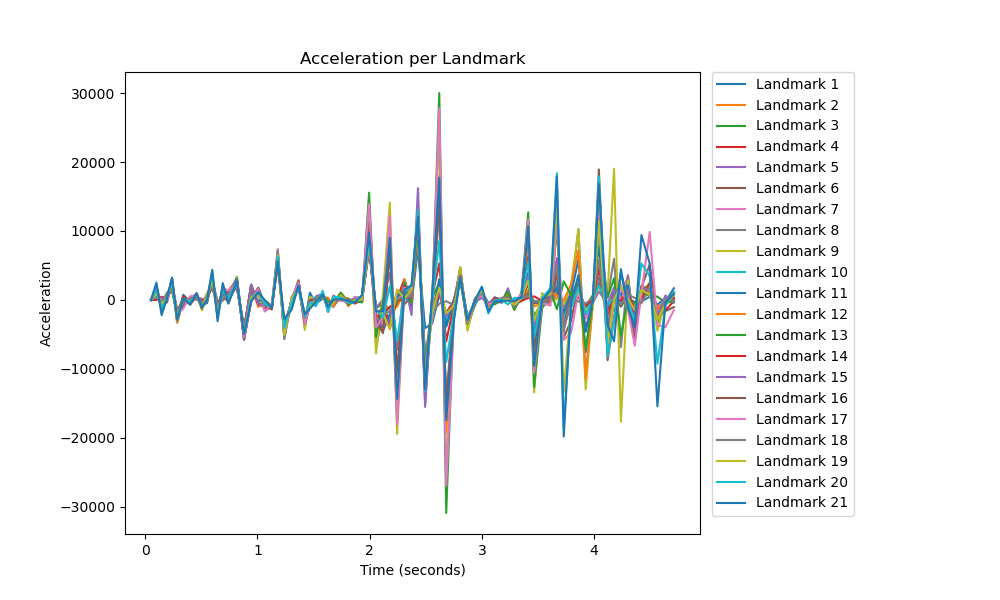 Acceleration per Landmark
Acceleration
30000
20000
10000
0
−10000
−20000
−30000
0
1
2
3
4
Time (seconds)
Landmark 1
Landmark 2
Landmark 3
Landmark 4
Landmark 5
Landmark 6
Landmark 7
Landmark 8
Landmark 9
Landmark 10
Landmark 11
Landmark 12
Landmark 13
Landmark 14
Landmark 15
Landmark 16
Landmark 17
Landmark 18
Landmark 19
Landmark 20
Landmark 21